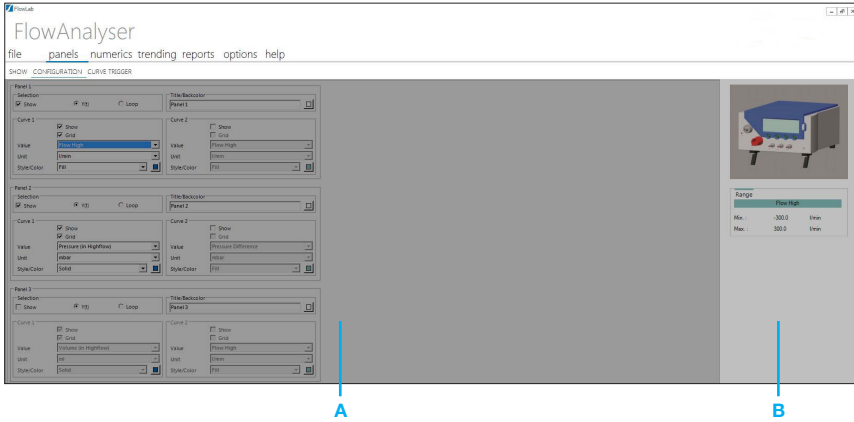 FlowLab
FlowAnalyser
file panels numerics trending reports options help
SHOW CONFIGURATION CURVE TRIGGER
Panel 1
Selection Title/Backcolor
Show Y(t) Loop Panel 1
Curve 1 Curve 2
Show Show
Grid Grid
Value Flow High Value Flow High
Unit l/min Unit l/min
Style/Color Fill Style/Color Fill
Panel 2
Selection Title/Backcolor
Show Y(t) Loop Panel 2
Curve 1 Curve 2
Show Show
Grid Grid
Value Pressure (in Highflow) Value Pressure Difference
Unit mbar Unit mbar
Style/Color Solid Style/Color Fill
Panel 3
Selection Title/Backcolor
Show Y(t) Loop Panel 3
Curve 1 Curve 2
Show Show
Grid Grid
Value Volumes (in Highflow) Value Flow High
Unit ml Unit l/min
Style/Color Solid Style/Color Fill
Range
Flow High
Min. : -300.0 l/min
Max. : 300.0 l/min
A B